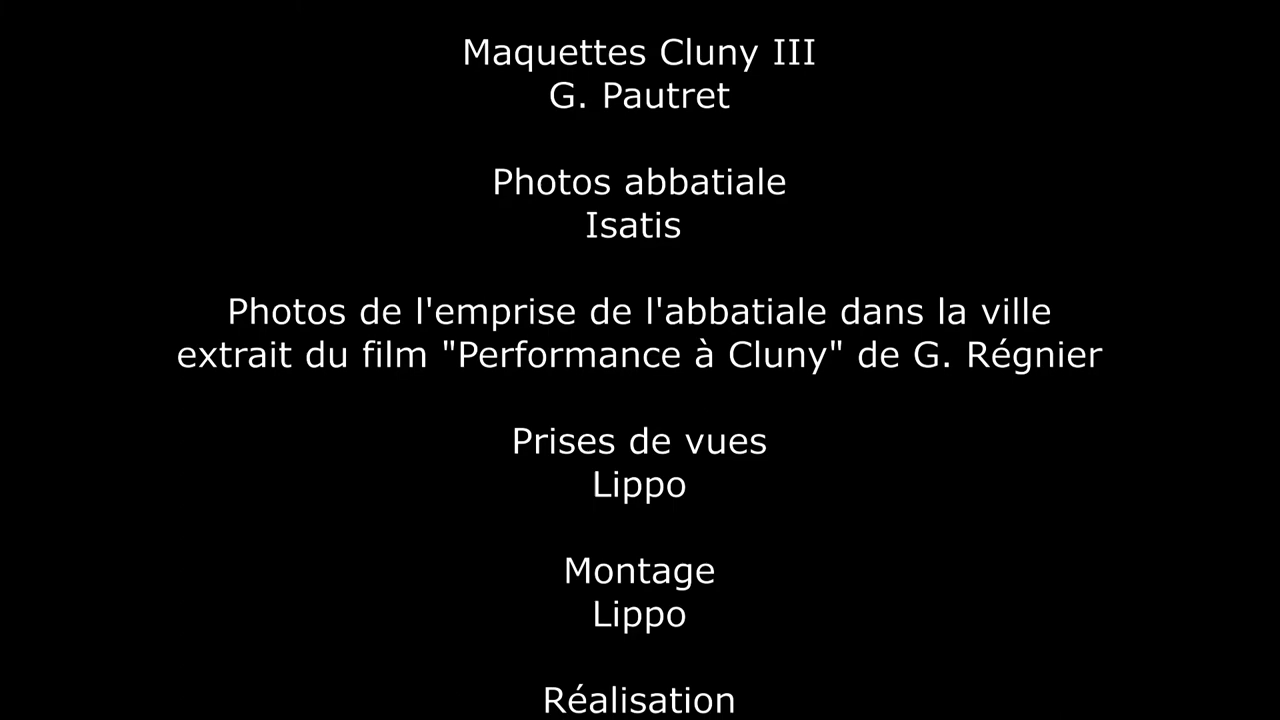 Maquettes Cluny III
G. Pautret
Photos abbatiale
Isatis
Photos de l'emprise de l'abbatiale dans la ville
extrait du film "Performance à Cluny" de G. Régnier
Prises de vues
Lippo
Montage
Lippo
Réalisation